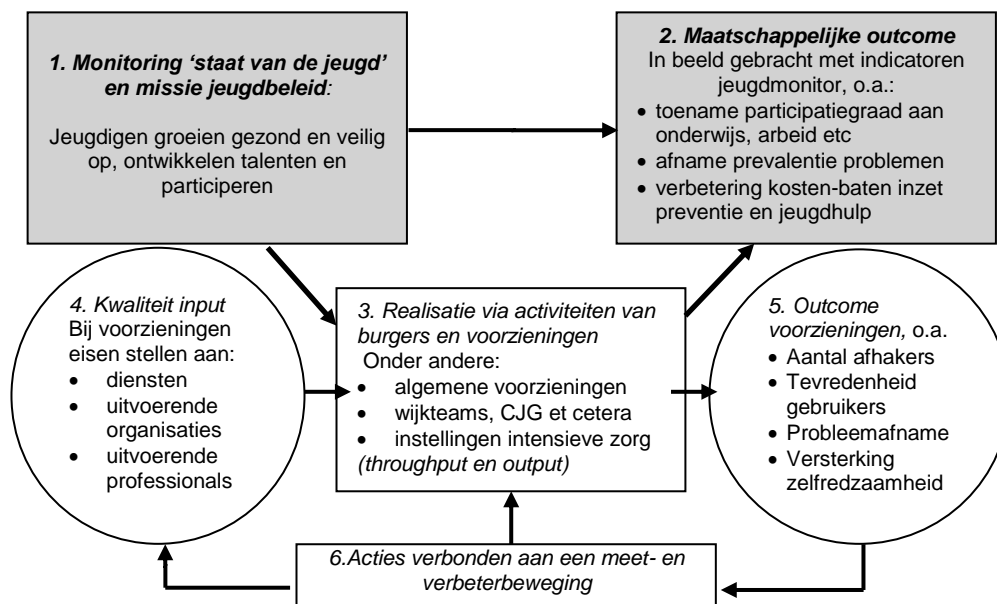 1. Monitoring ‘staat van de jeugd’
en missie jeugdbeleid:
Jeugdigen groeien gezond en veilig
op, ontwikkelen talenten en
participeren
2. Maatschappelijke outcome
In beeld gebracht met indicatoren
jeugdmonitor, o.a.:
• toename participatiegraad aan
onderwijs, arbeid etc
• afname prevalentie problemen
• verbetering kosten-baten inzet
preventie en jeugdhulp
4. Kwaliteit input
Bij voorzieningen
eisen stellen aan:
• diensten
• uitvoerende
organisaties
• uitvoerende
professionals
3. Realisatie via activiteiten van
burgers en voorzieningen
Onder andere:
• algemene voorzieningen
• wijkteams, CJG et cetera
• instellingen intensieve zorg
(throughput en output)
5. Outcome
voorzieningen, o.a.
• Aantal afhakers
• Tevredenheid
gebruikers
• Probleemafname
• Versterking
zelfredzaamheid
6.Acties verbonden aan een meet- en
verbeterbeweging